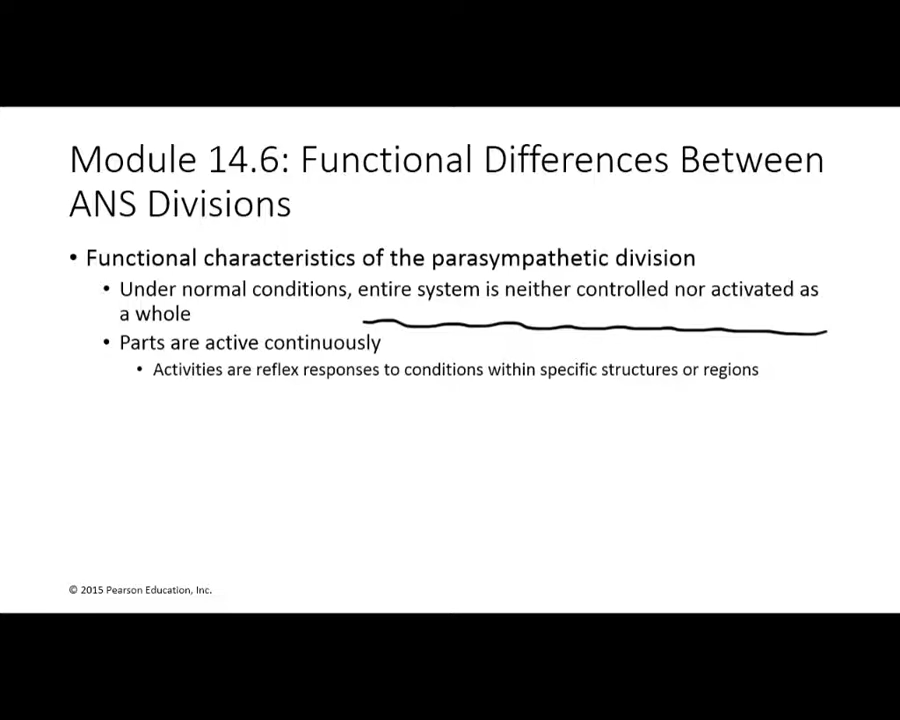 Module 14.6: Functional Differences Between
ANS Divisions
• Functional characteristics of the parasympathetic division
• Under normal conditions, entire system is neither controlled nor activated as
a whole
• Parts are active continuously
• Activities are reflex responses to conditions within specific structures or regions
© 2015 Pearson Education, Inc.